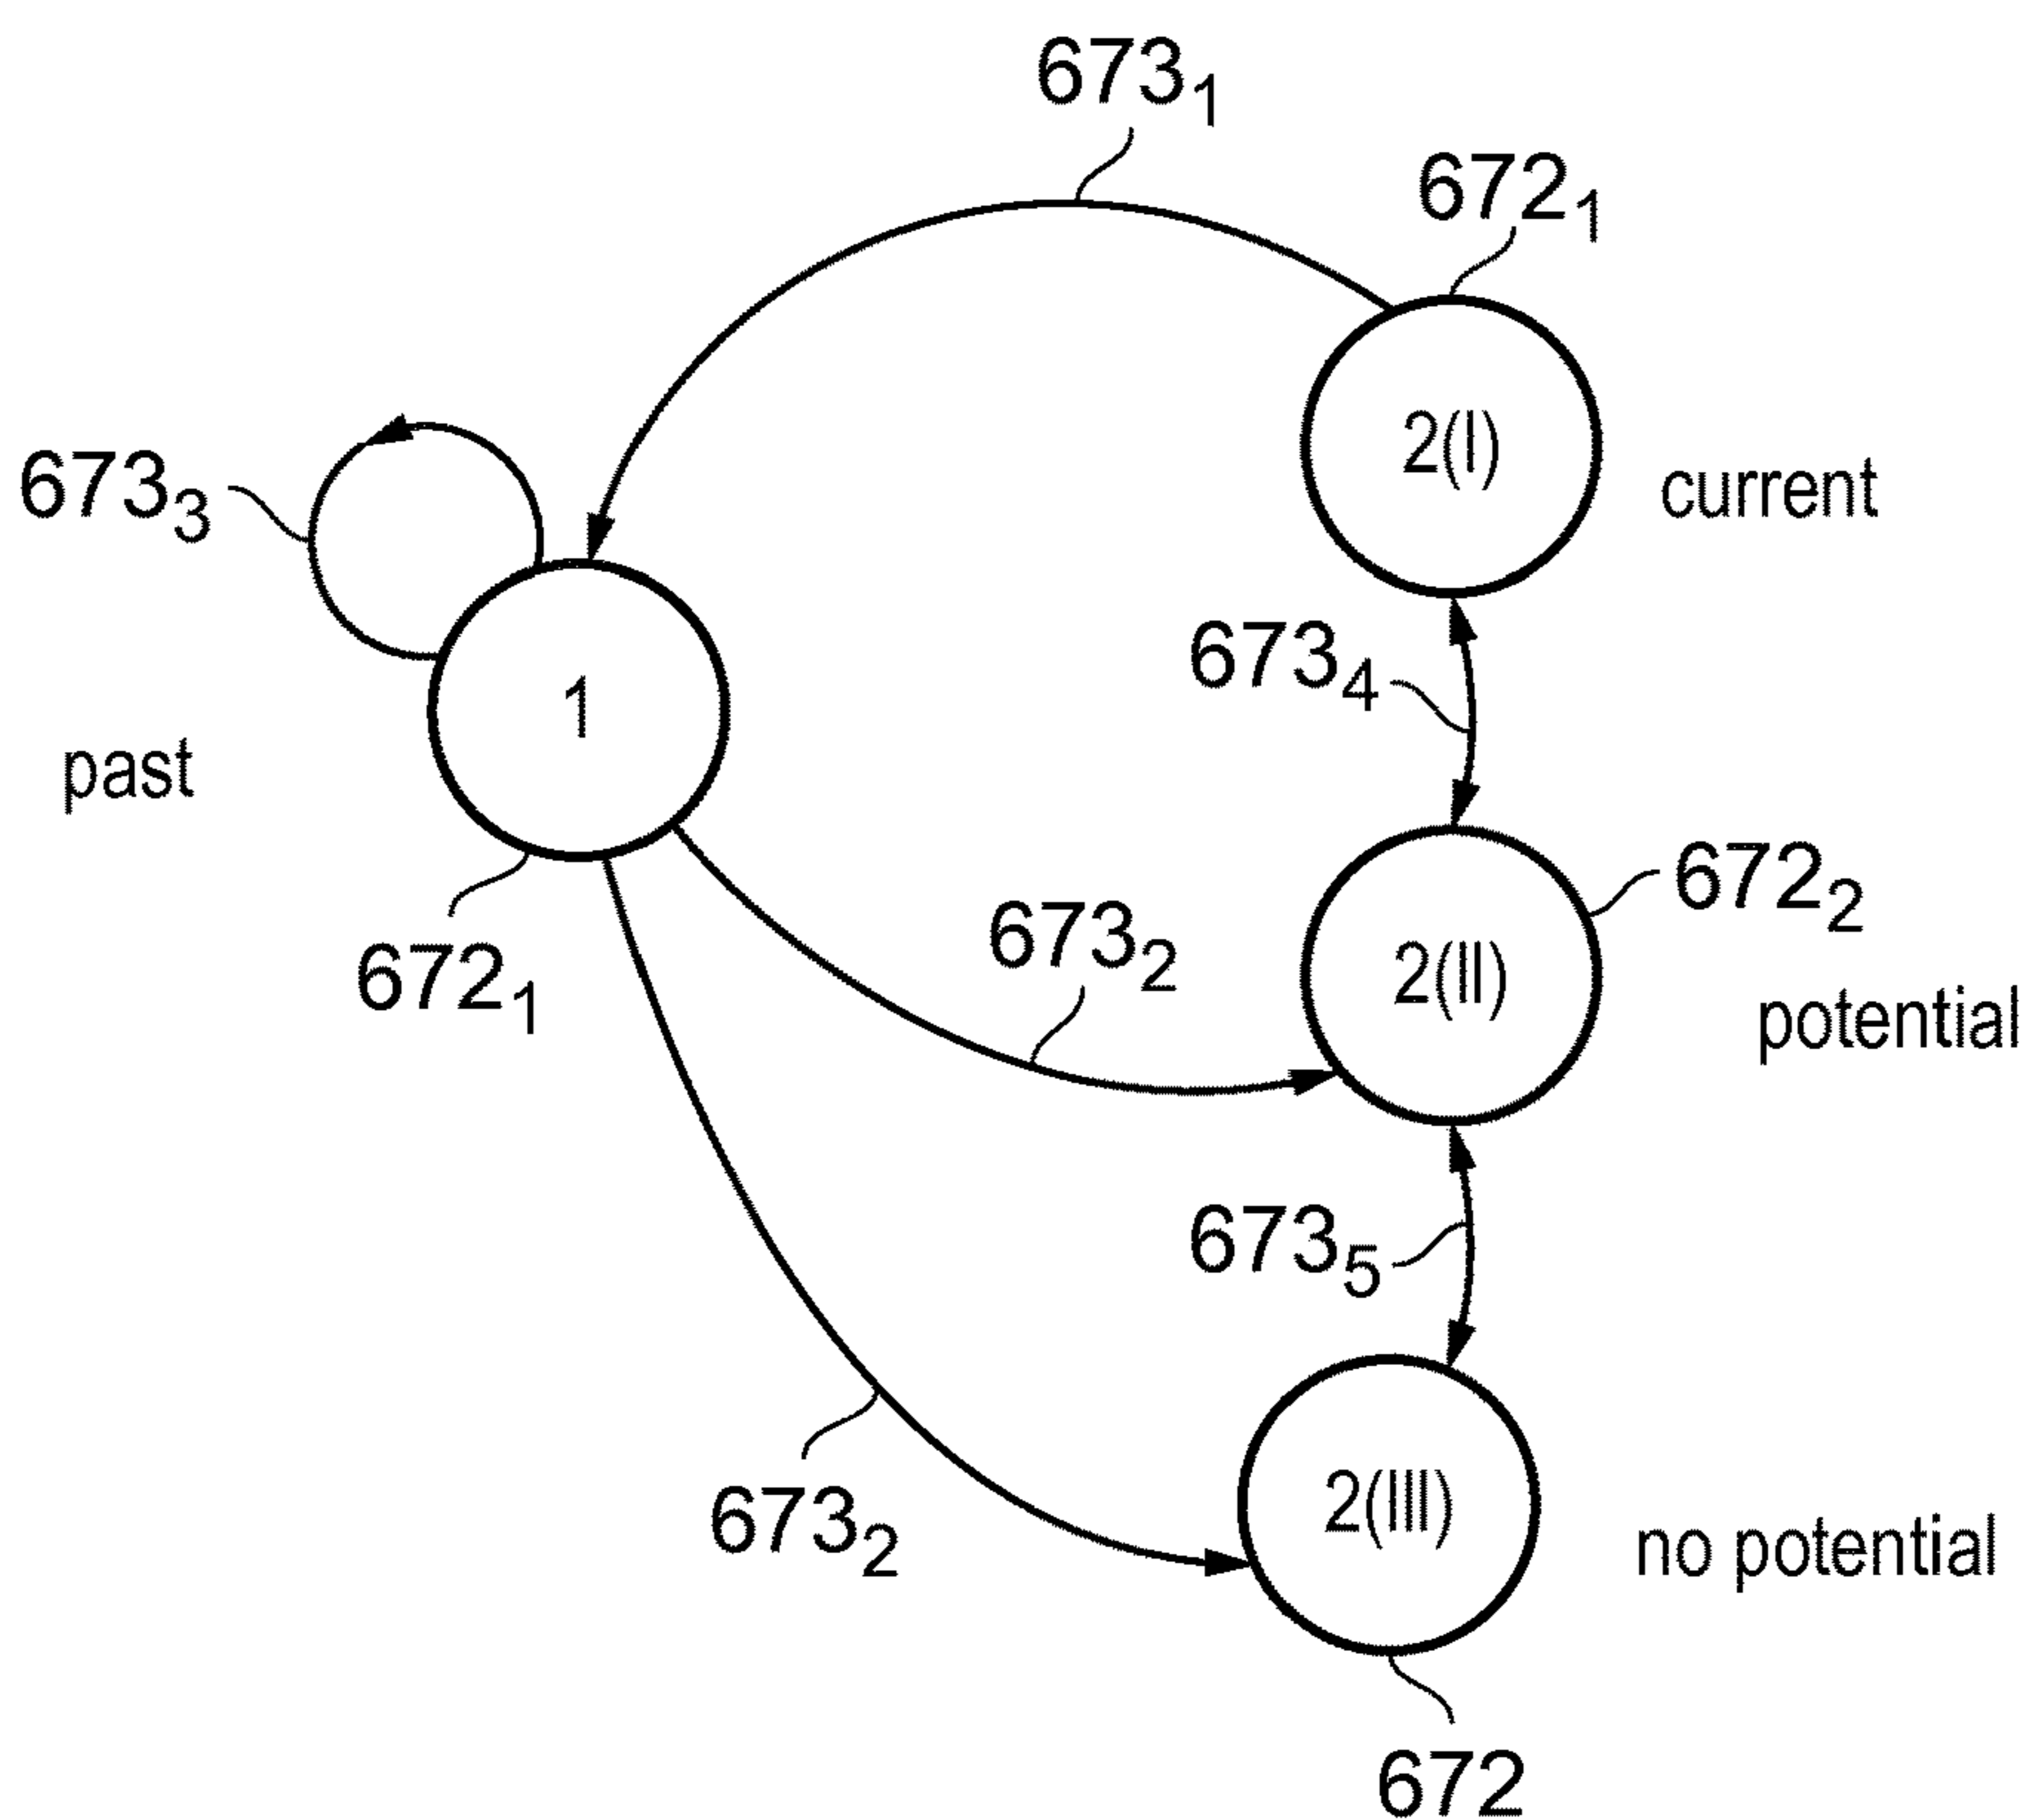 673₁
672₁
2(I)
current
673₃
673₄
1
past
672₂
673₂
672₁
2(II)
potential
673₅
673₂
2(III)
no potential
672